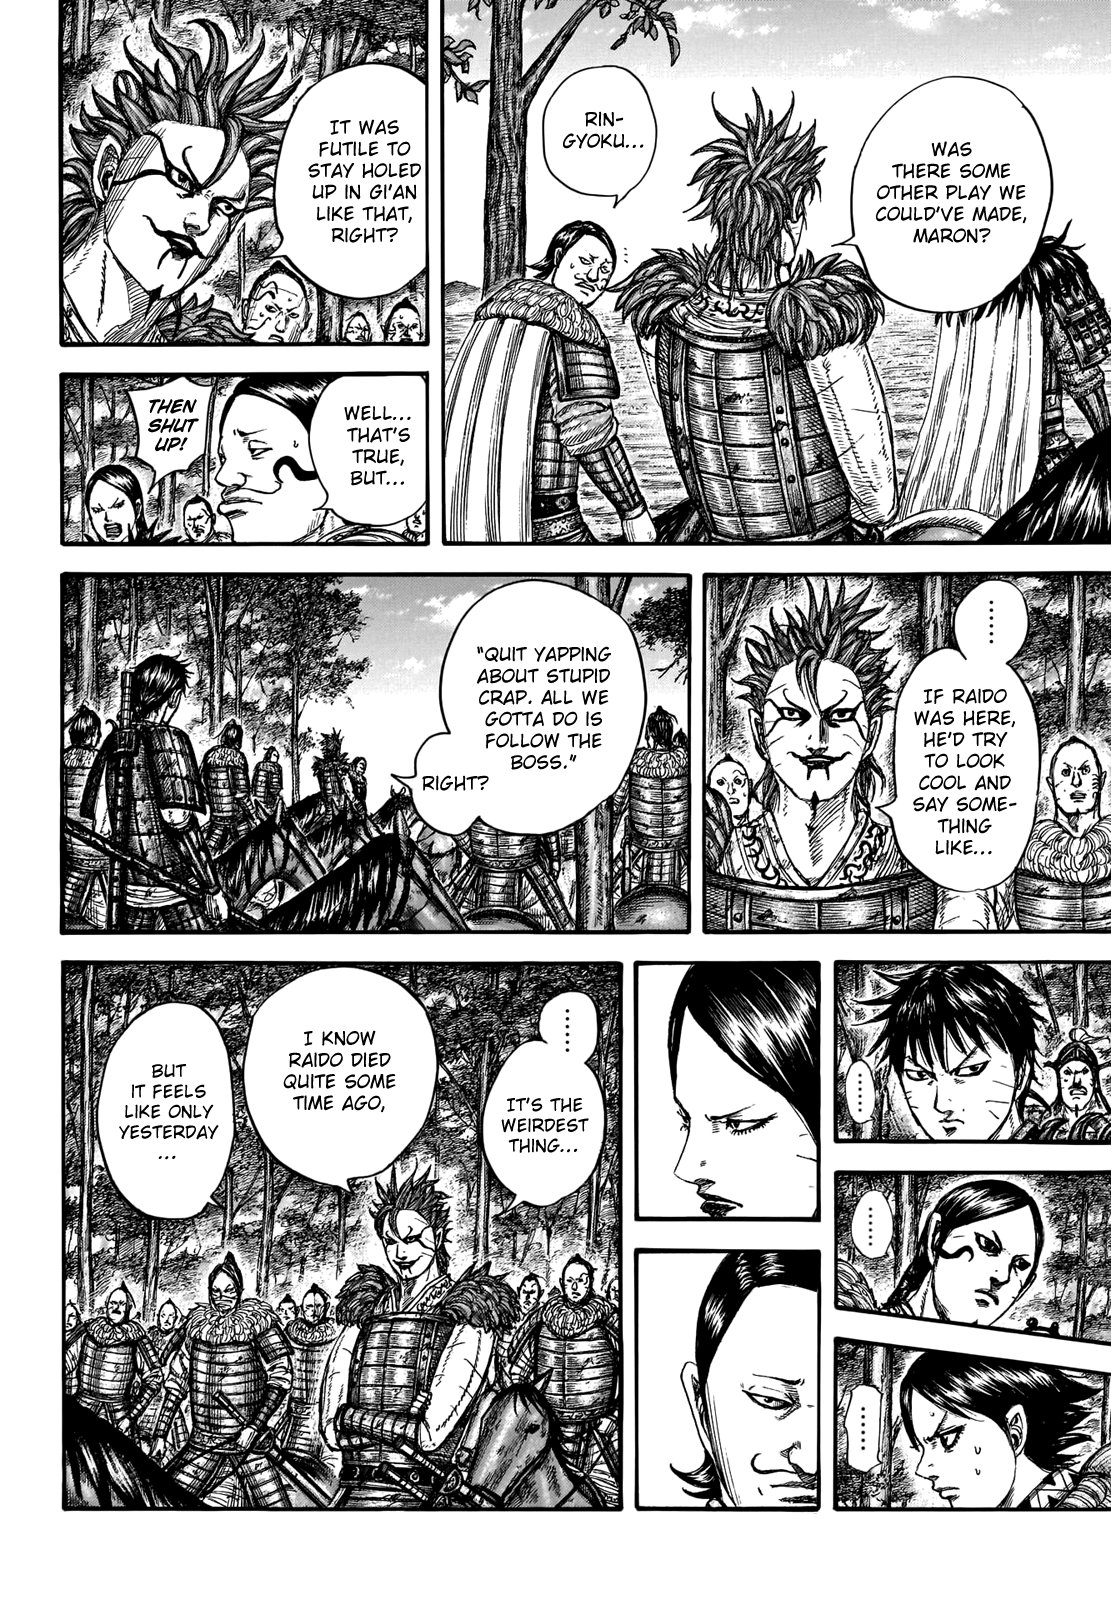 WAS
THERE SOME
OTHER PLAY WE
COULD'VE MADE,
MARON?
RIN-
GYOKU...
IT WAS
FUTILE TO
STAY HOLED
UP IN GI'AN
LIKE THAT,
RIGHT?
WELL...
THAT'S
TRUE,
BUT...
THEN
SHUT
UP!
......
IF RAIDO
WAS HERE,
HE'D TRY
TO LOOK
COOL AND
SAY SOME-
THING
LIKE...
"QUIT YAPPING
ABOUT STUPID
CRAP. ALL WE
GOTTA DO IS
FOLLOW THE
BOSS."
RIGHT?
......
......
......
......
IT'S THE
WEIRDEST
THING...
I KNOW
RAIDO DIED
QUITE SOME
TIME AGO,
BUT
IT FEELS
LIKE ONLY
YESTERDAY
...